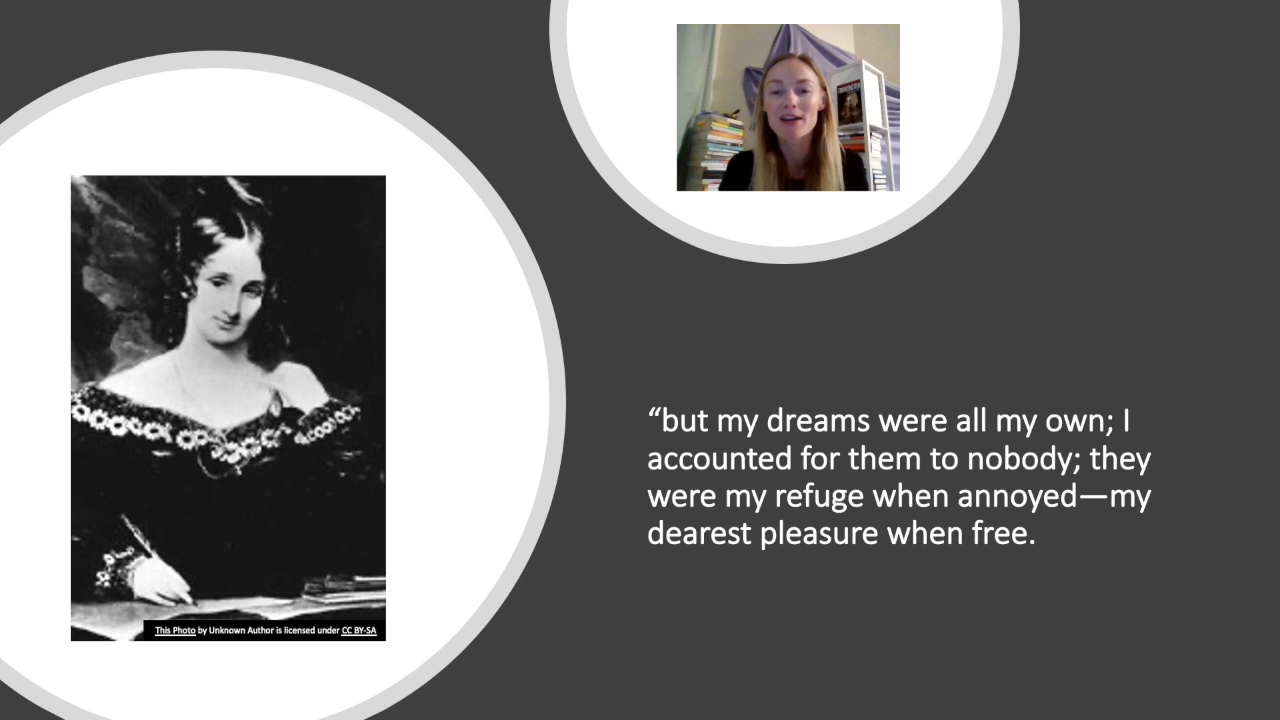 “but my dreams were all my own; I
accounted for them to nobody; they
were my refuge when annoyed—my
dearest pleasure when free.
This Photo by Unknown Author is licensed under CC BY-SA